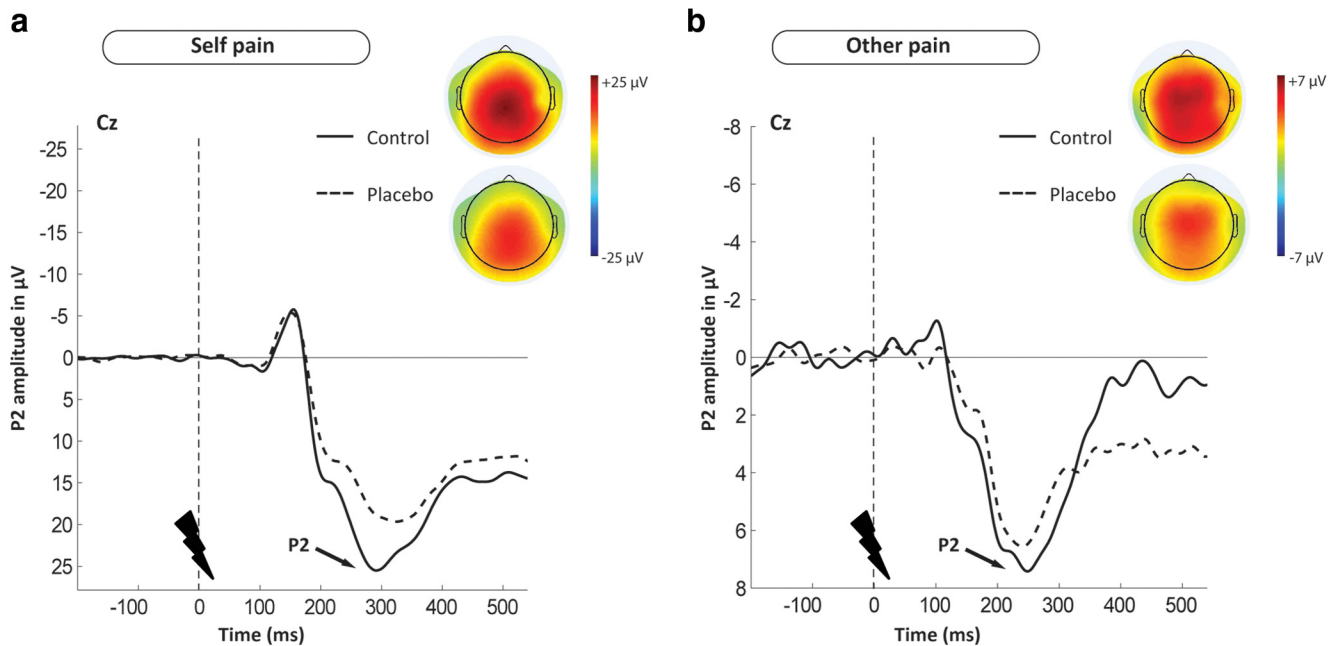 a
Self pain
+25 µV
-25 µV
Cz
Control
Placebo
P2 amplitude in µV
-25
-20
-15
-10
-5
0
5
10
15
20
25
P2
-100
0
100
200
300
400
500
Time (ms)
b
Other pain
+7 µV
-7 µV
Cz
Control
Placebo
P2 amplitude in µV
-8
-6
-4
-2
0
2
4
6
8
P2
-100
0
100
200
300
400
500
Time (ms)